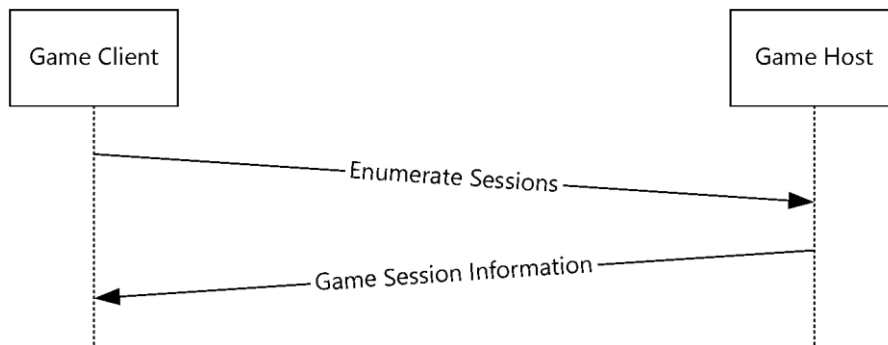 Game Client
Game Host
Enumerate Sessions
Game Session Information